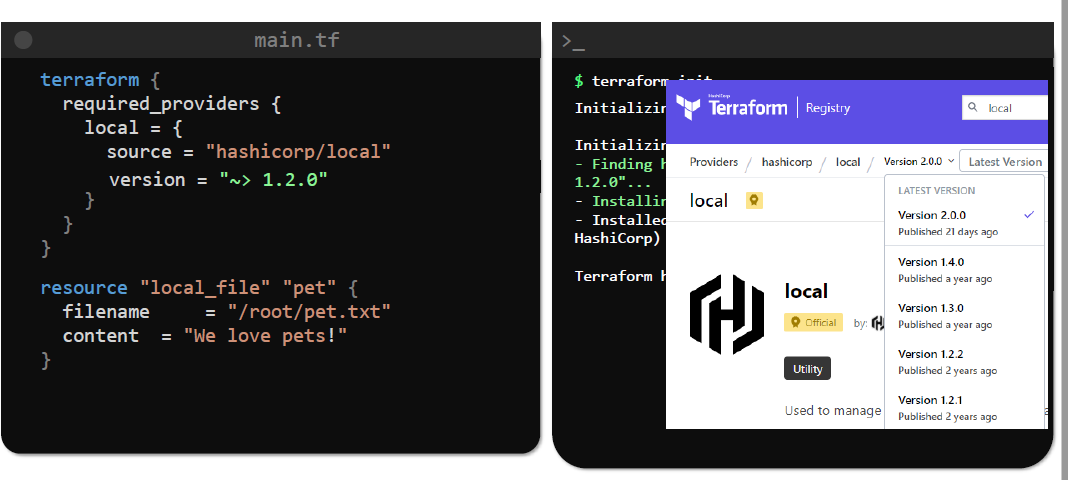 main.tf
terraform {
required_providers {
local = {
source = "hashicorp/local"
version = "~> 1.2.0"
}
}
}
resource "local_file" "pet" {
filename = "/root/pet.txt"
content = "We love pets!"
}
>_
$ terraform init
Initializin
Initializin
- Finding h
1.2.0"...
- Installin
- Installed
HashiCorp)
Terraform h
HashiCorp
Terraform | Registry
local
Providers / hashicorp / local / Version 2.0.0 Latest Version
local
LATEST VERSION
Version 2.0.0
Published 21 days ago
Version 1.4.0
Published a year ago
Version 1.3.0
Published a year ago
Version 1.2.2
Published 2 years ago
Version 1.2.1
Published 2 years ago
local
Official by:
Utility
Used to manage